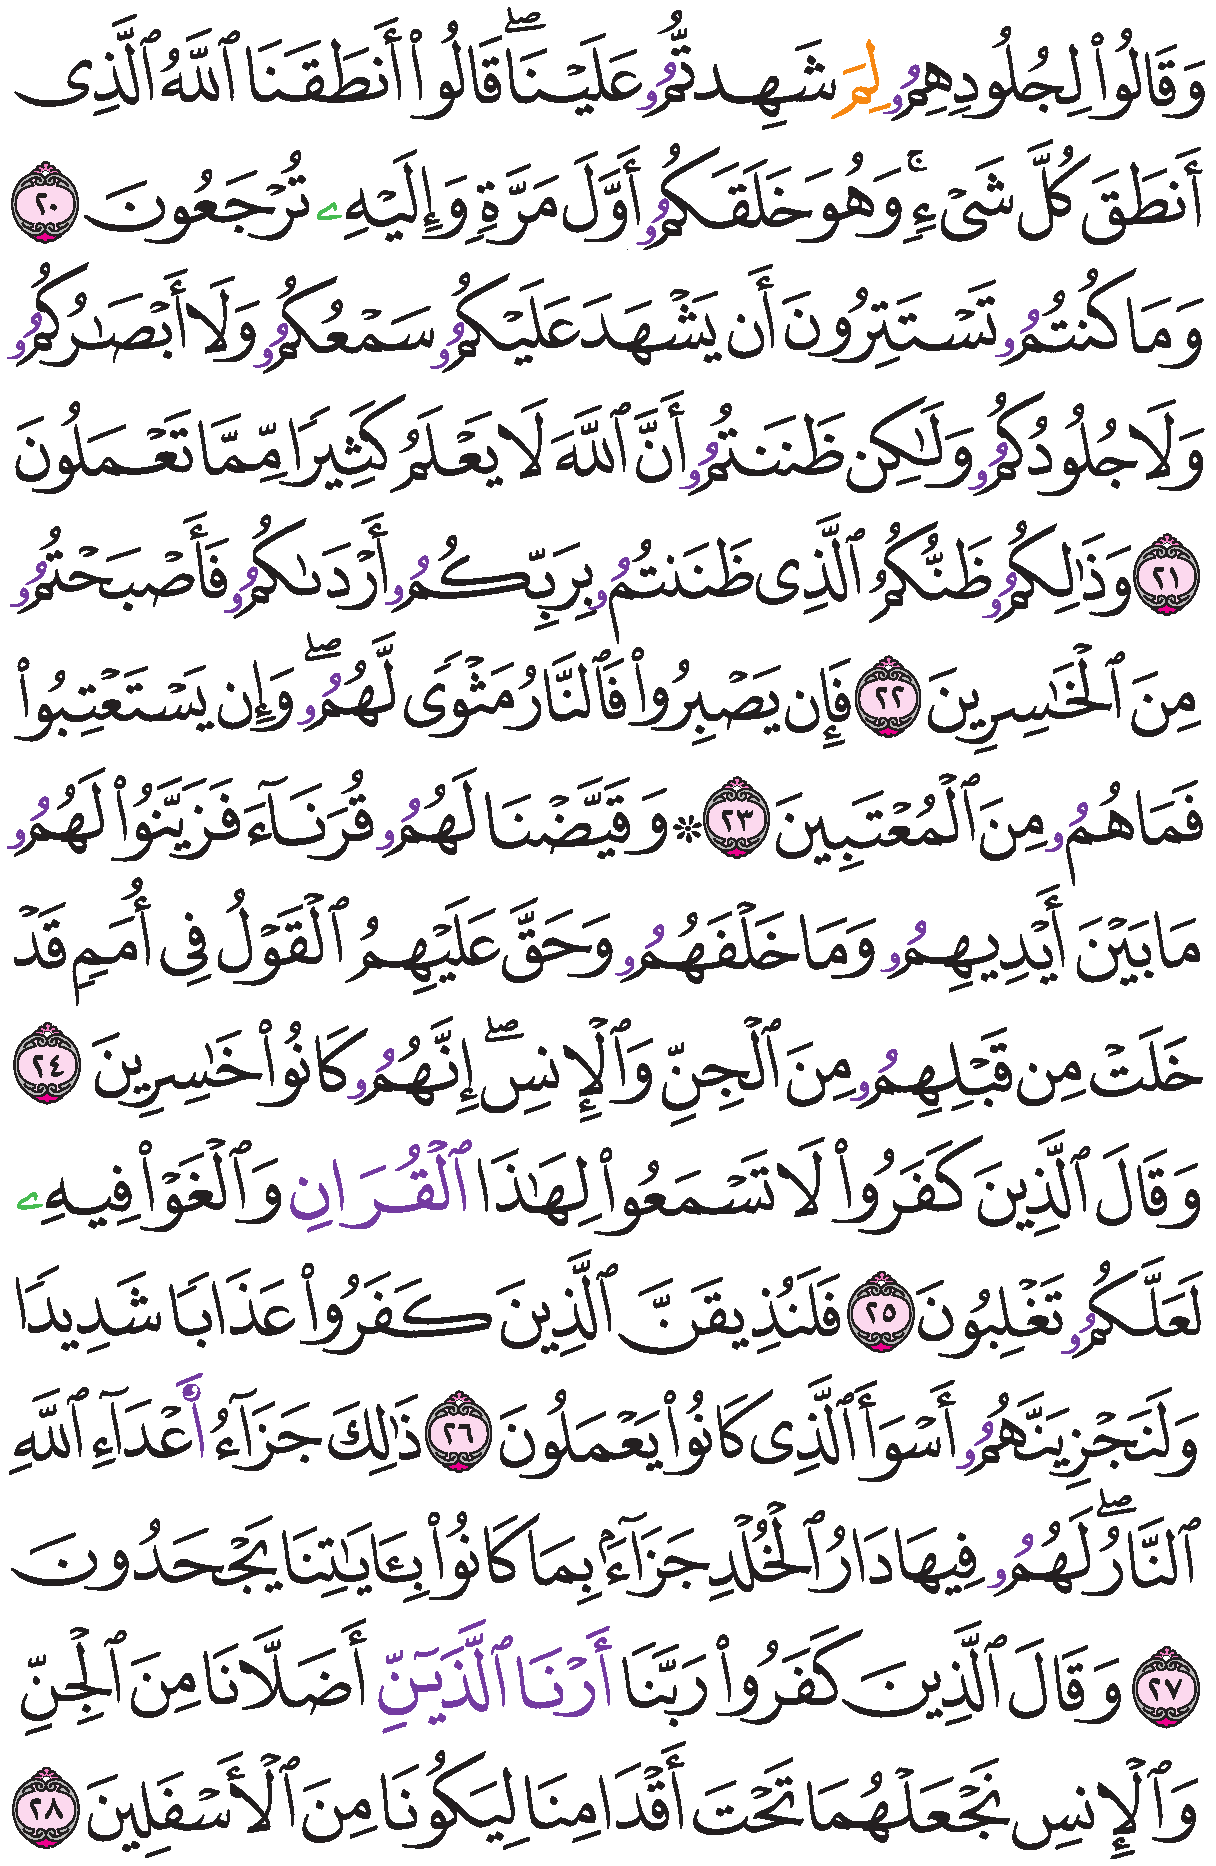 وَقَالُوا۟ لِجُلُودِهِمُۥ لِمَ شَهِدتُّمُۥ عَلَيْنَاۖ قَالُوٓا۟ أَنطَقَنَا ٱللَّهُ ٱلَّذِى
أَنطَقَ كُلَّ شَىْءٍۚ وَهُوَ خَلَقَكُمُۥ أَوَّلَ مَرَّةٍ وَإِلَيْهِۦ تُرْجَعُونَ ٢٠
وَمَا كُنتُمُۥ تَسْتَتِرُونَ أَن يَشْهَدَ عَلَيْكُمُۥ سَمْعُكُمُۥ وَلَا أَبْصَـٰرُكُمُۥ
وَلَا جُلُودُكُمُۥ وَلَـٰكِن ظَنَنتُمُۥ أَنَّ ٱللَّهَ لَا يَعْلَمُ كَثِيرًا مِّمَّا تَعْمَلُونَ
٢١ وَذَٰلِكُمُۥ ظَنُّكُمُ ٱلَّذِى ظَنَنتُمُۥ بِرَبِّكُمُۥ أَرْدَىٰكُمُۥ فَأَصْبَحْتُمُۥ
مِنَ ٱلْخَـٰسِرِينَ ٢٢ فَإِن يَصْبِرُوا۟ فَٱلنَّارُ مَثْوًى لَّهُمُۥۖ وَإِن يَسْتَعْتِبُوا۟
فَمَا هُمُۥ مِنَ ٱلْمُعْتَبِينَ ٢٣ ۞ وَقَيَّضْنَا لَهُمُۥ قُرَنَآءَ فَزَيَّنُوا۟ لَهُمُۥ
مَا بَيْنَ أَيْدِيهِمُۥ وَمَا خَلْفَهُمُۥ وَحَقَّ عَلَيْهِمُ ٱلْقَوْلُ فِى أُمَمٍ قَدْ
خَلَتْ مِن قَبْلِهِمُۥ مِنَ ٱلْجِنِّ وَٱلْإِنسِۖ إِنَّهُمُۥ كَانُوا۟ خَـٰسِرِينَ ٢٤
وَقَالَ ٱلَّذِينَ كَفَرُوا۟ لَا تَسْمَعُوا۟ لِهَـٰذَا ٱلْقُرَانِ وَٱلْغَوْا۟ فِيهِۦ
لَعَلَّكُمُۥ تَغْلِبُونَ ٢٥ فَلَنُذِيقَنَّ ٱلَّذِينَ كَفَرُوا۟ عَذَابًا شَدِيدًا
وَلَنَجْزِيَنَّهُمُۥ أَسْوَأَ ٱلَّذِى كَانُوا۟ يَعْمَلُونَ ٢٦ ذَٰلِكَ جَزَآءُ اَ۬عْدَآءِ ٱللَّهِ
ٱلنَّارُۖ لَهُمُۥ فِيهَا دَارُ ٱلْخُلْدِ جَزَآءًۢ بِمَا كَانُوا۟ بِـَٔايَـٰتِنَا يَجْحَدُونَ
٢٧ وَقَالَ ٱلَّذِينَ كَفَرُوا۟ رَبَّنَا أَرْنَا ٱلَّذَيْنِّ أَضَلَّانَا مِنَ ٱلْجِنِّ
وَٱلْإِنسِ نَجْعَلْهُمَا تَحْتَ أَقْدَامِنَا لِيَكُونَا مِنَ ٱلْأَسْفَلِينَ ٢٨